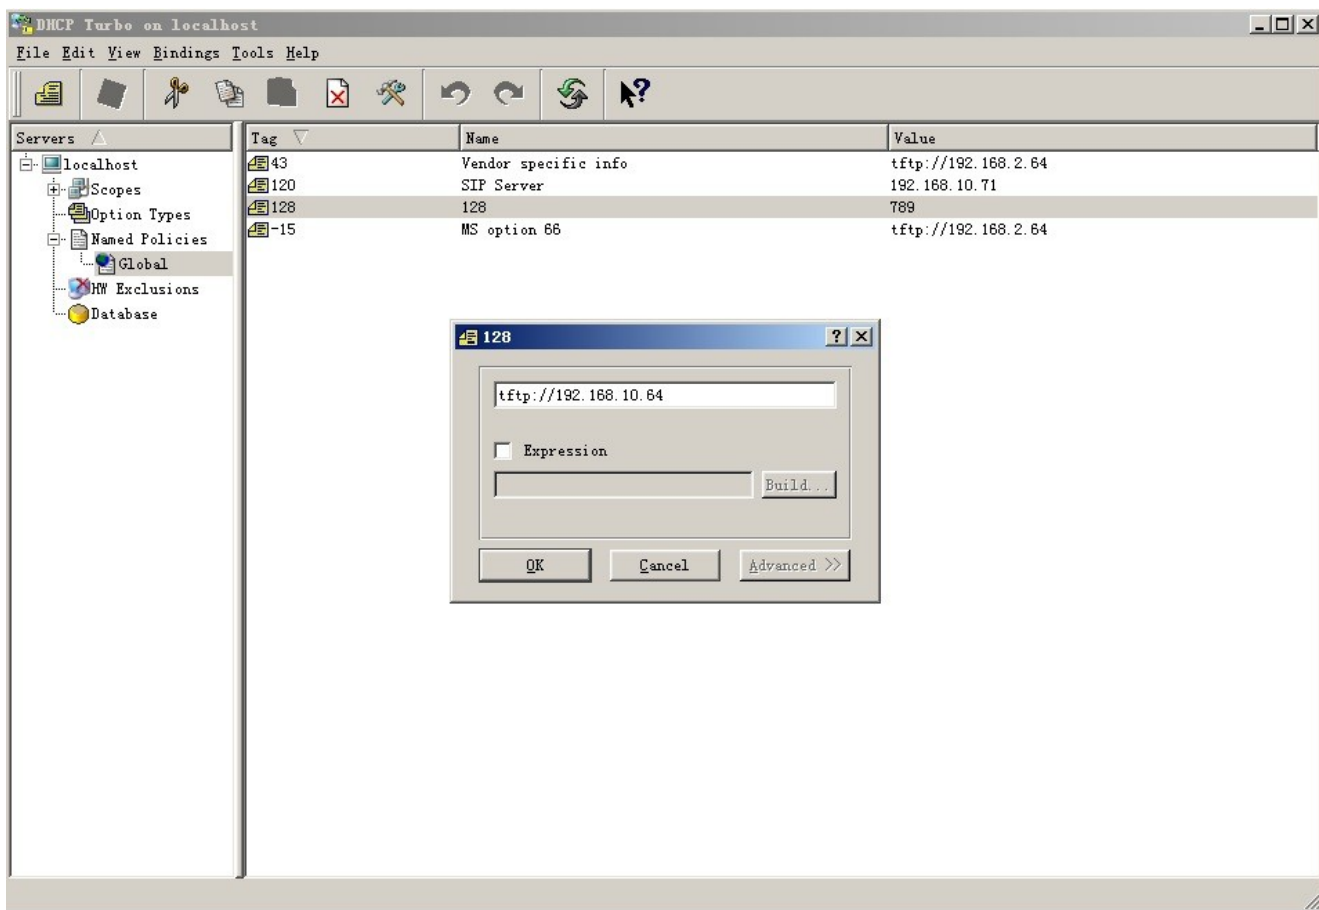 DHCP Turbo on localhost
File Edit View Bindings Tools Help
Servers Tag Name Value
localhost
Scopes
Option Types
Named Policies
Global
HW Exclusions
Database
43 Vendor specific info tftp://192.168.2.64
120 SIP Server 192.168.10.71
128 128 789
-15 MS option 66 tftp://192.168.2.64
128
tftp://192.168.10.64
Expression
Build...
OK Cancel Advanced >>